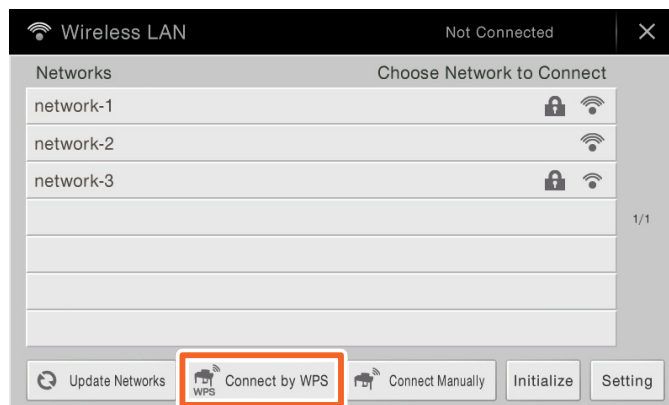 Wireless LAN Not Connected
Networks Choose Network to Connect
network-1
network-2
network-3
1/1
Update Networks WPS Connect by WPS Connect Manually Initialize Setting